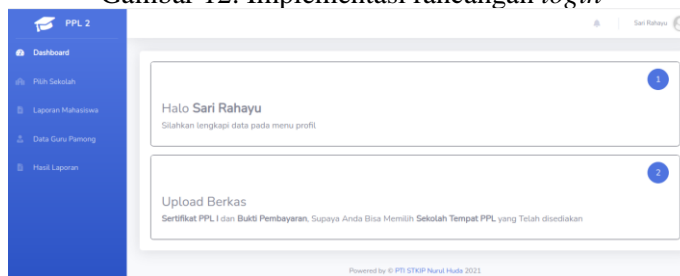 Gambar 12. Implementasi rancangan login
PPL 2
Sari Rahayu
Dashboard
Pilih Sekolah
Laporan Mahasiswa
Data Guru Pamong
Hasil Laporan
1
Halo Sari Rahayu
Silahkan lengkapi data pada menu profil
2
Upload Berkas
Sertifikat PPL I dan Bukti Pembayaran, Supaya Anda Bisa Memilih Sekolah Tempat PPL yang Telah disediakan
Powered by © PTI STKIP Nurul Huda 2021